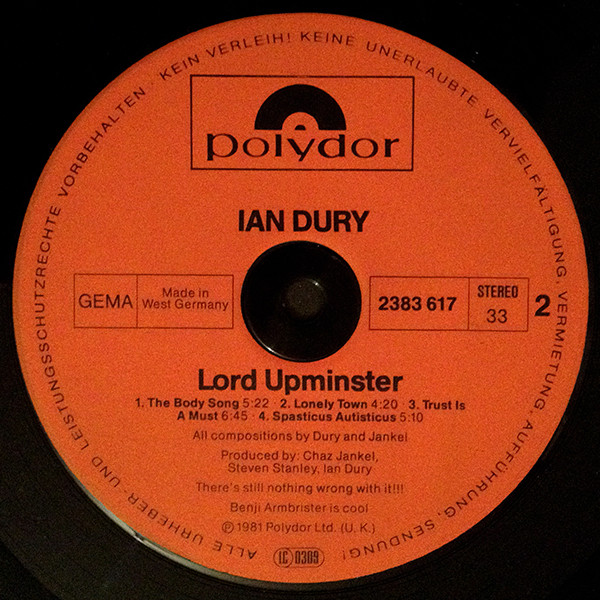 ALLE URHEBER- UND LEISTUNGSSCHUTZRECHTE VORBEHALTEN · KEIN VERLEIH! KEINE UNERLAUBTE VERVIELFÄLTIGUNG, VERMIETUNG, AUFFÜHRUNG, SENDUNG!
polydor
IAN DURY
GEMA
Made in
West Germany
2383 617
STEREO
33
2
Lord Upminster
1. The Body Song 5:22 · 2. Lonely Town 4:20 · 3. Trust Is
A Must 6:45 · 4. Spasticus Autisticus 5:10
All compositions by Dury and Jankel
Produced by: Chaz Jankel,
Steven Stanley, Ian Dury
There's still nothing wrong with it!!!
Benji Armbrister is cool
Ⓟ 1981 Polydor Ltd. (U. K.)
LC 0309